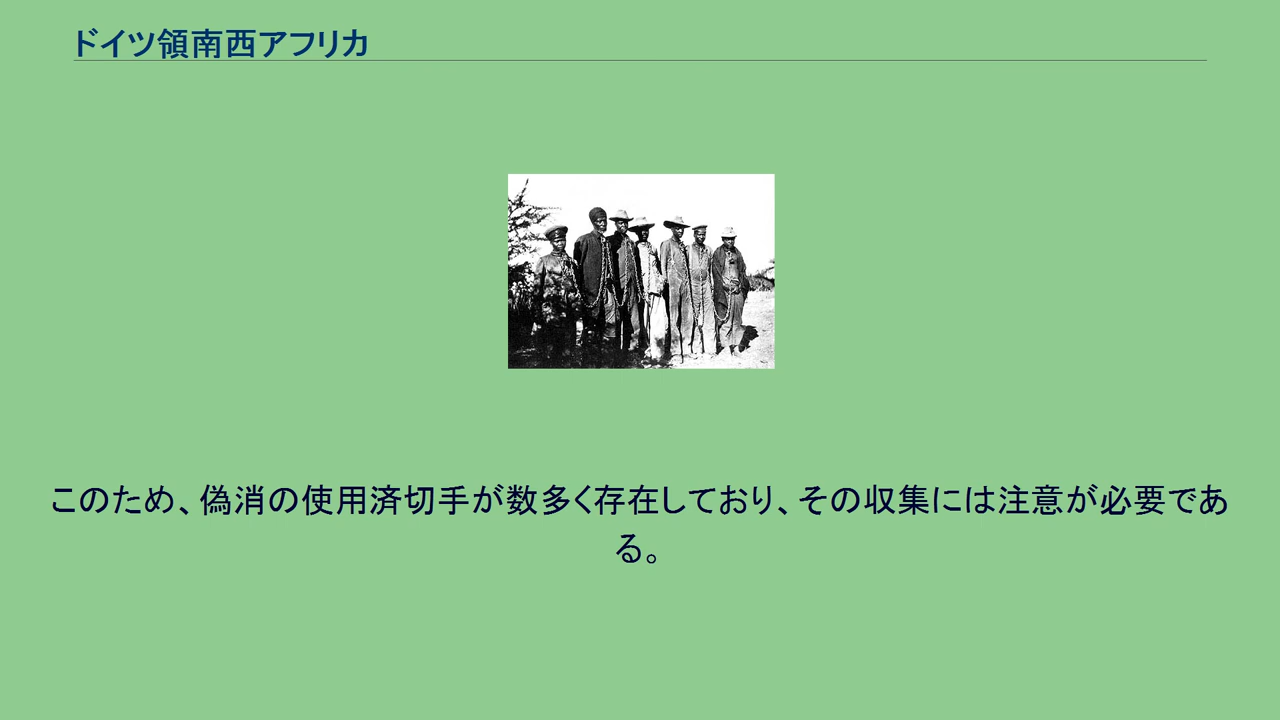 ドイツ領南西アフリカ
このため、偽消の使用済切手が数多く存在しており、その収集には注意が必要であ
る。